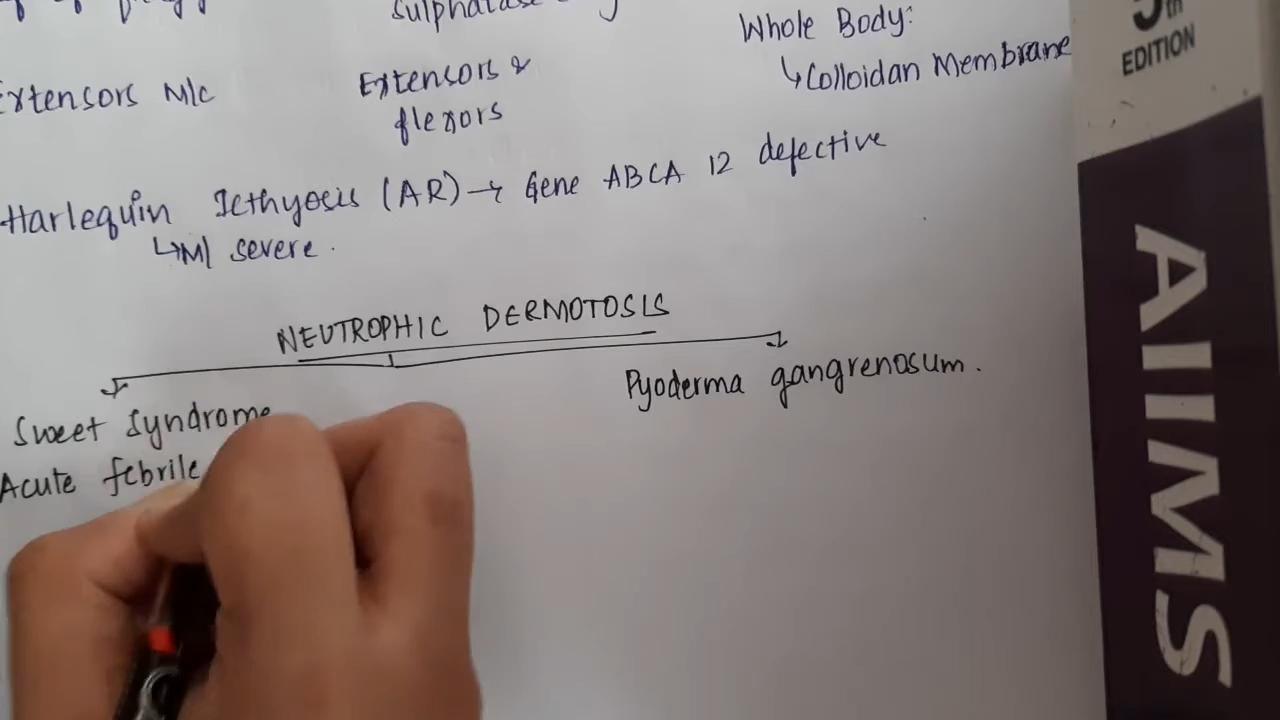 Sulphatase
Whole Body:
↳Colloidan Membrane
Extensors M/c
Extensors &
flexors
Harlequin Icthyosis (AR) → Gene ABCA 12 defective
↳M/ severe.
NEUTROPHIC DERMOTOSIS
Sweet Syndrome
Pyoderma gangrenosum.
Acute febrile
5th
EDITION
AIIMS